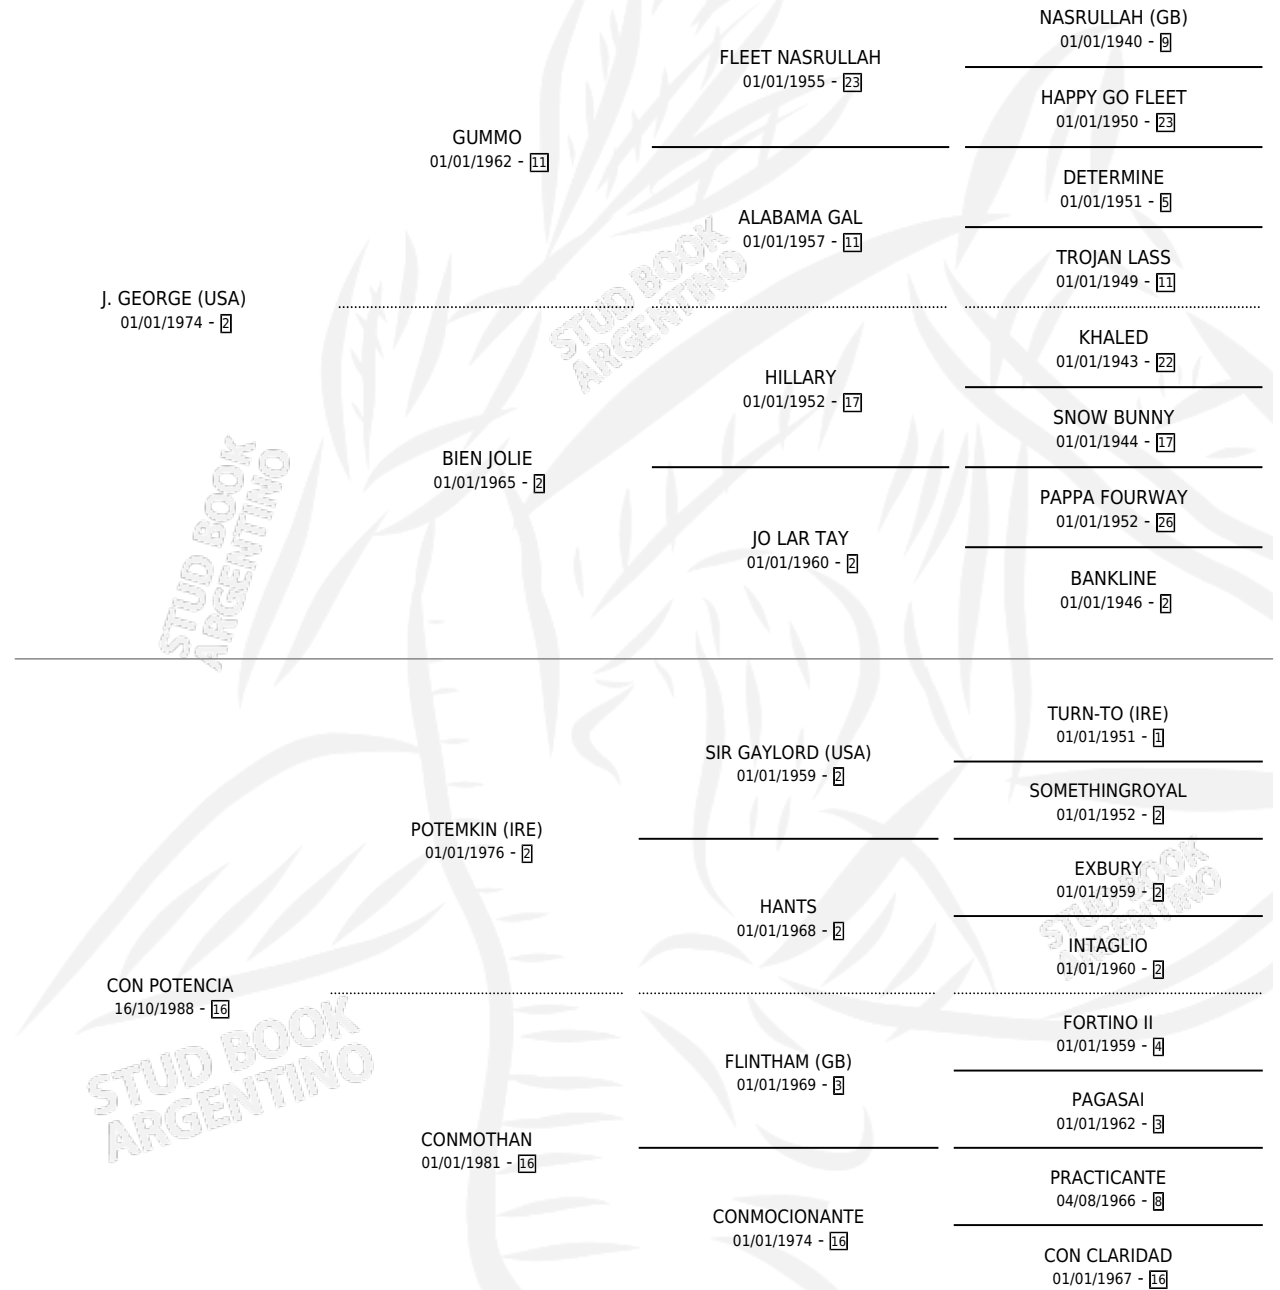 NASRULLAH (GB)
01/01/1940 - 9
FLEET NASRULLAH
01/01/1955 - 23
HAPPY GO FLEET
01/01/1950 - 23
GUMMO
01/01/1962 - 11
DETERMINE
01/01/1951 - 5
ALABAMA GAL
01/01/1957 - 11
TROJAN LASS
01/01/1949 - 11
J. GEORGE (USA)
01/01/1974 - 2
KHALED
01/01/1943 - 22
HILLARY
01/01/1952 - 17
SNOW BUNNY
01/01/1944 - 17
BIEN JOLIE
01/01/1965 - 2
PAPPA FOURWAY
01/01/1952 - 26
JO LAR TAY
01/01/1960 - 2
BANKLINE
01/01/1946 - 2
TURN-TO (IRE)
01/01/1951 - 1
SIR GAYLORD (USA)
01/01/1959 - 2
SOMETHINGROYAL
01/01/1952 - 2
POTEMKIN (IRE)
01/01/1976 - 2
EXBURY
01/01/1959 - 2
HANTS
01/01/1968 - 2
INTAGLIO
01/01/1960 - 2
CON POTENCIA
16/10/1988 - 16
FORTINO II
01/01/1959 - 4
FLINTHAM (GB)
01/01/1969 - 3
PAGASAI
01/01/1962 - 3
CONMOTHAN
01/01/1981 - 16
PRACTICANTE
04/08/1966 - 8
CONMOCIONANTE
01/01/1974 - 16
CON CLARIDAD
01/01/1967 - 16
STUD BOOK
ARGENTINO
STUD BOOK
ARGENTINO
STUD BOOK
ARGENTINO
STUD BOOK
ARGENTINO